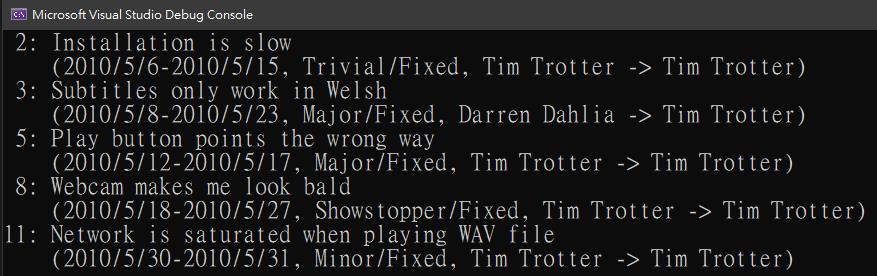 Microsoft Visual Studio Debug Console
2: Installation is slow
(2010/5/6-2010/5/15, Trivial/Fixed, Tim Trotter -> Tim Trotter)
3: Subtitles only work in Welsh
(2010/5/8-2010/5/23, Major/Fixed, Darren Dahlia -> Tim Trotter)
5: Play button points the wrong way
(2010/5/12-2010/5/17, Major/Fixed, Tim Trotter -> Tim Trotter)
8: Webcam makes me look bald
(2010/5/18-2010/5/27, Showstopper/Fixed, Tim Trotter -> Tim Trotter)
11: Network is saturated when playing WAV file
(2010/5/30-2010/5/31, Minor/Fixed, Tim Trotter -> Tim Trotter)